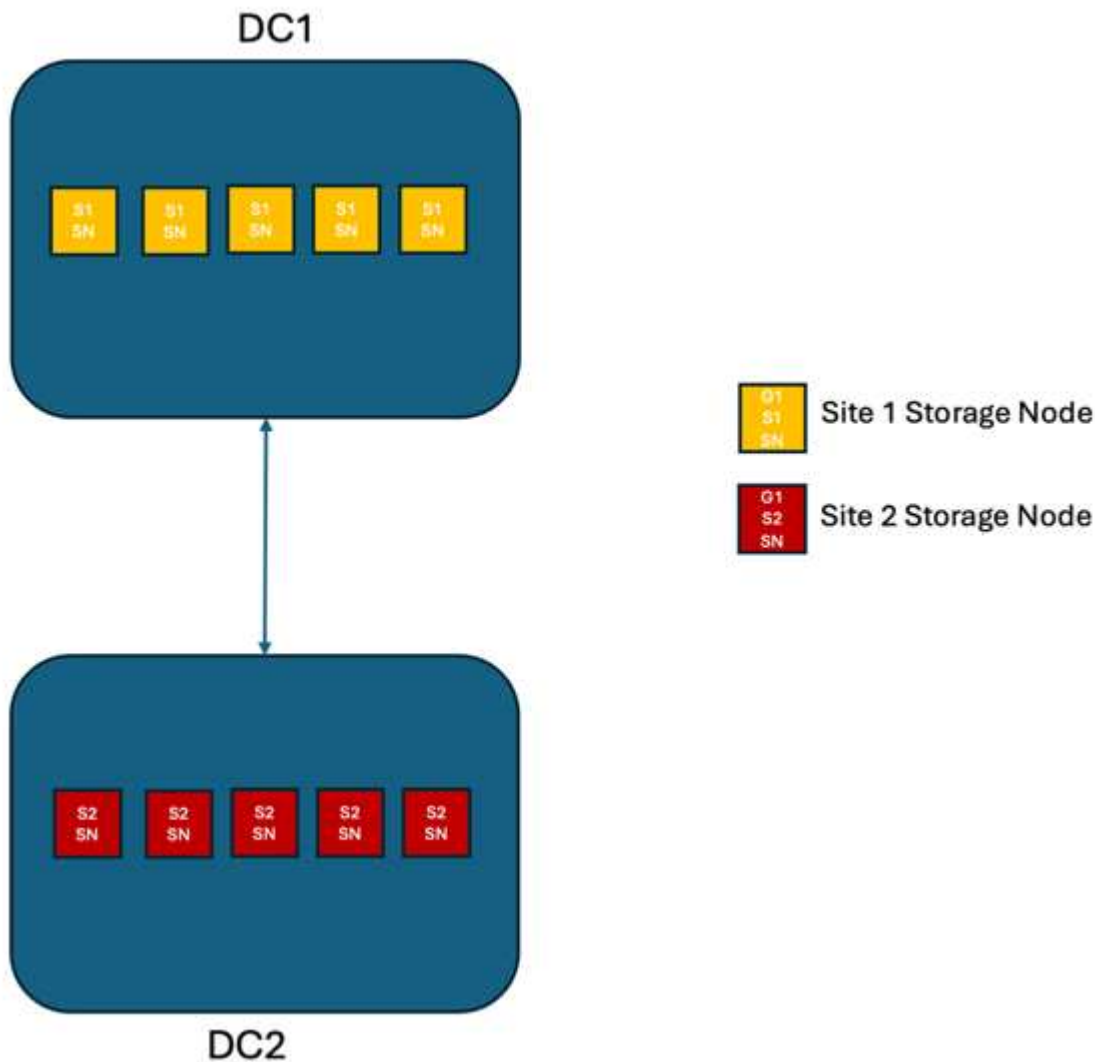 DC1
S1
SN
S1
SN
S1
SN
S1
SN
S1
SN
G1
S1
SN
Site 1 Storage Node
G1
S2
SN
Site 2 Storage Node
S2
SN
S2
SN
S2
SN
S2
SN
S2
SN
DC2